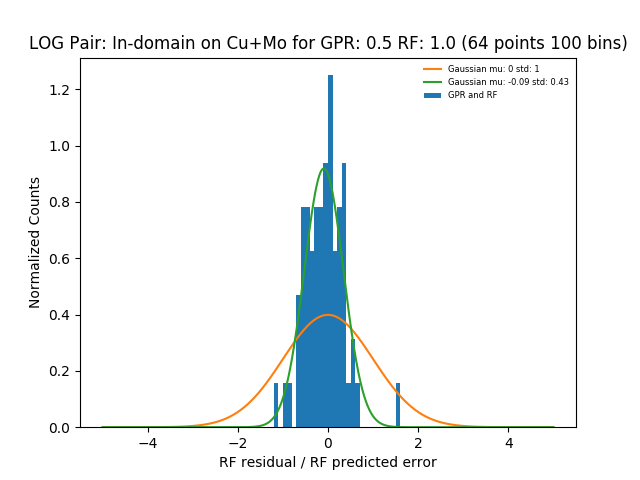 LOG Pair: In-domain on Cu+Mo for GPR: 0.5 RF: 1.0 (64 points 100 bins)
Gaussian mu: 0 std: 1
Gaussian mu: -0.09 std: 0.43
GPR and RF
Normalized Counts
1.2
1.0
0.8
0.6
0.4
0.2
0.0
−4 −2 0 2 4
RF residual / RF predicted error